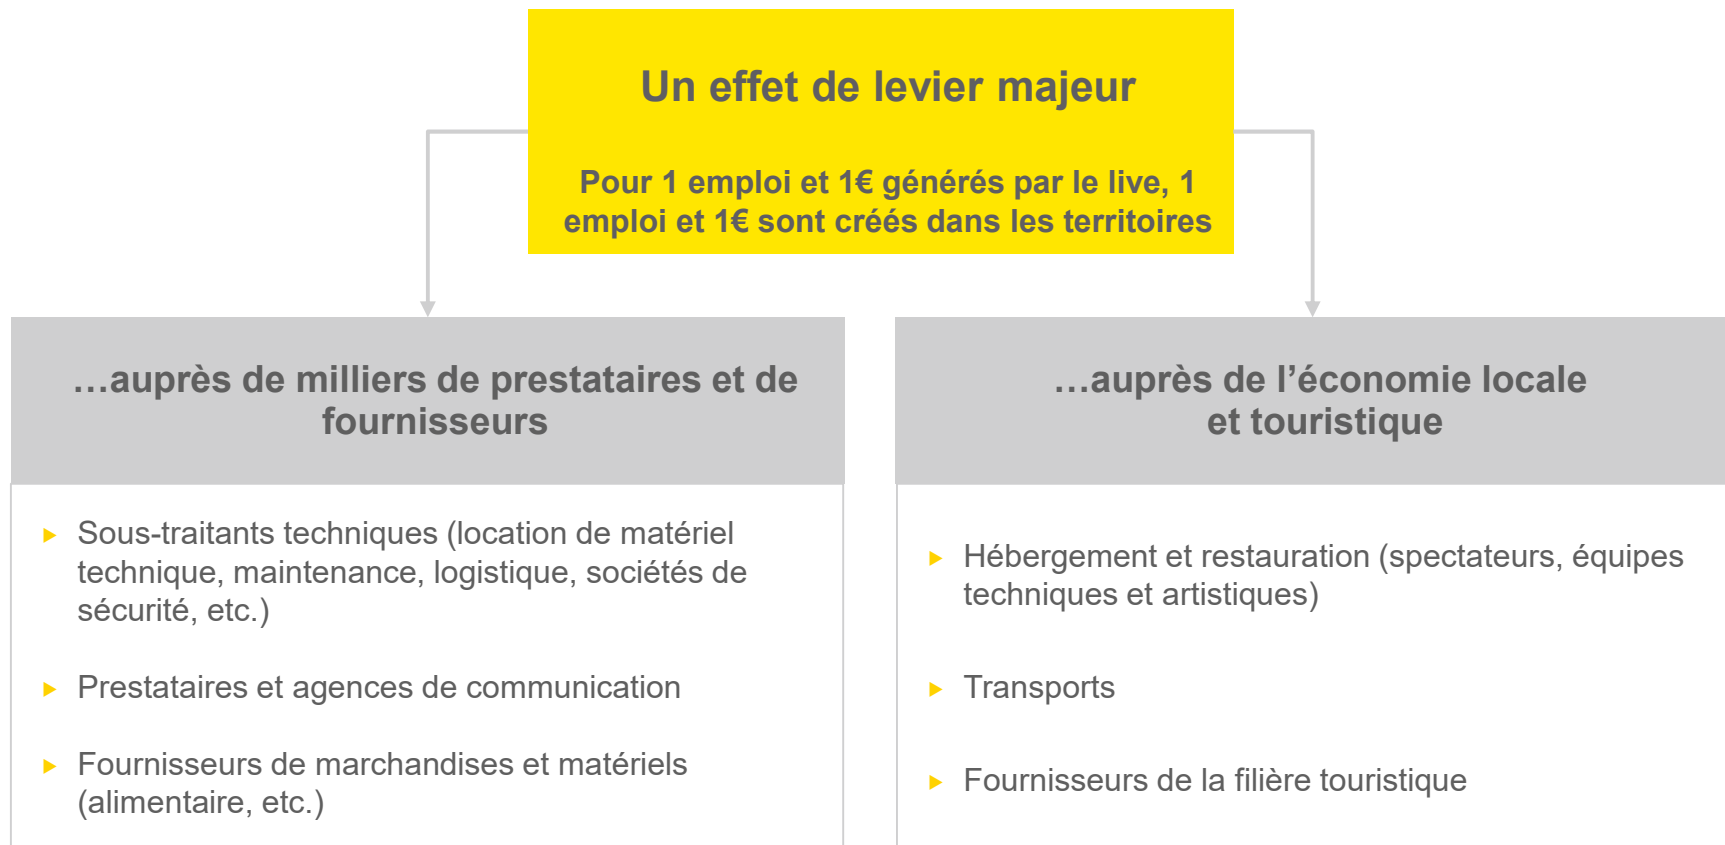 Un effet de levier majeur
Pour 1 emploi et 1€ générés par le live, 1
emploi et 1€ sont créés dans les territoires
…auprès de milliers de prestataires et de
fournisseurs
Sous-traitants techniques (location de matériel
technique, maintenance, logistique, sociétés de
sécurité, etc.)
Prestataires et agences de communication
Fournisseurs de marchandises et matériels
(alimentaire, etc.)
…auprès de l’économie locale
et touristique
Hébergement et restauration (spectateurs, équipes
techniques et artistiques)
Transports
Fournisseurs de la filière touristique